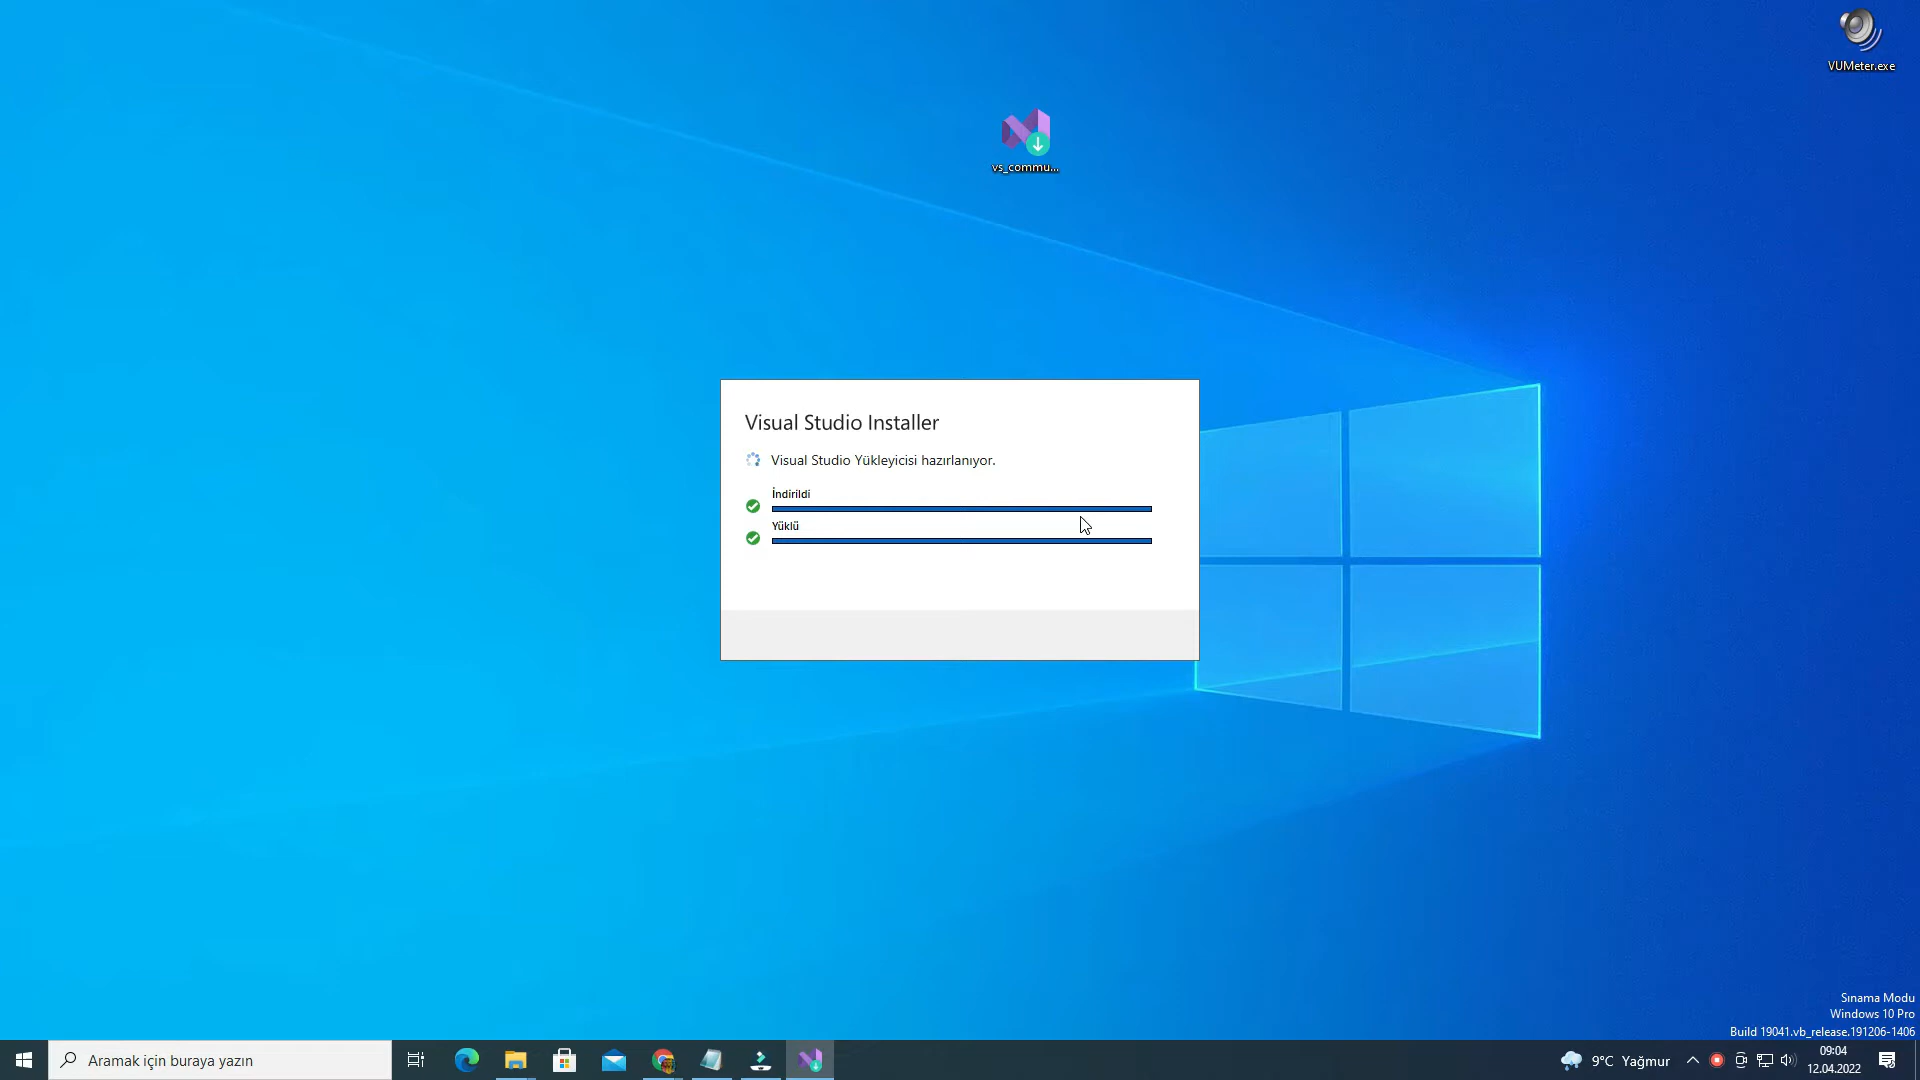 VUMeter.exe
vs_commu...
Visual Studio Installer
Visual Studio Yükleyicisi hazırlanıyor.
İndirildi
Yüklü
Sınama Modu
Windows 10 Pro
Build 19041.vb_release.191206-1406
Aramak için buraya yazın
9°C Yağmur
09:04
12.04.2022